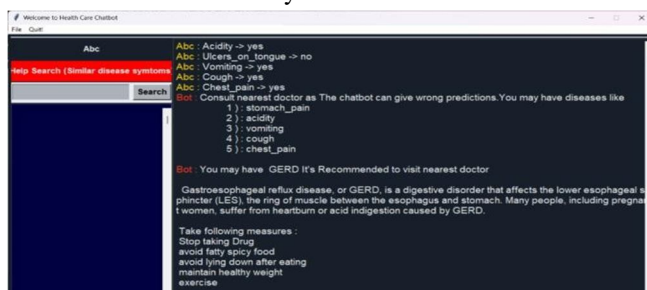 Welcome to Health Care Chatbot
File Quit!
Abc
Help Search (Similar disease symtoms
Search
Abc : Acidity -> yes
Abc : Ulcers_on_tongue -> no
Abc : Vomiting -> yes
Abc : Cough -> yes
Abc : Chest_pain -> yes
Bot : Consult nearest doctor as The chatbot can give wrong predictions.You may have diseases like
1 ) : stomach_pain
2 ) : acidity
3 ) : vomiting
4 ) : cough
5 ) : chest_pain
Bot : You may have GERD It's Recommended to visit nearest doctor
Gastroesophageal reflux disease, or GERD, is a digestive disorder that affects the lower esophageal s
phincter (LES), the ring of muscle between the esophagus and stomach. Many people, including pregna
t women, suffer from heartburn or acid indigestion caused by GERD.
Take following measures :
Stop taking Drug
avoid fatty spicy food
avoid lying down after eating
maintain healthy weight
exercise